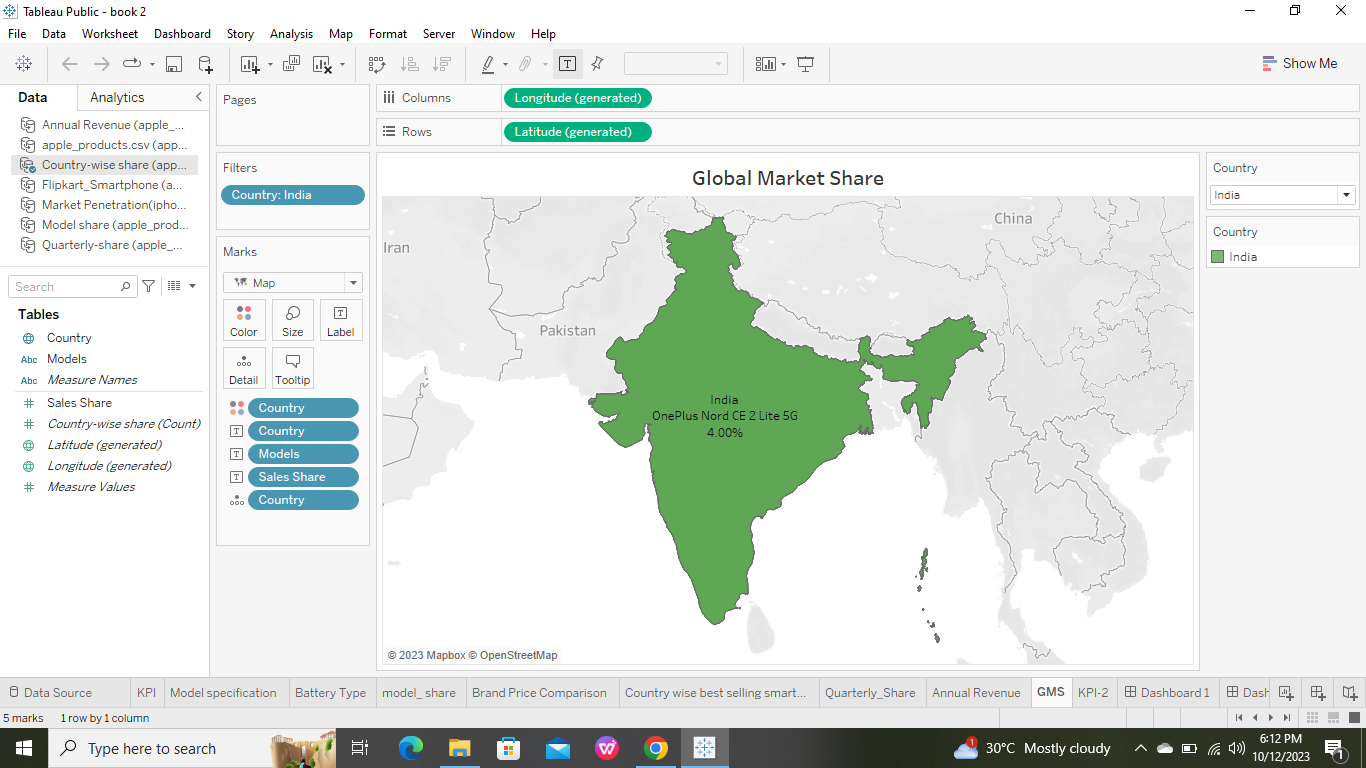 Tableau Public - book 2
File Data Worksheet Dashboard Story Analysis Map Format Server Window Help
Show Me
Data Analytics
Annual Revenue (apple_...
apple_products.csv (app...
Country-wise share (app...
Flipkart_Smartphone (a...
Market Penetration(ipho...
Model share (apple_prod...
Quarterly-share (apple_...
Search
Tables
Country
Abc Models
Abc Measure Names
Sales Share
Country-wise share (Count)
Latitude (generated)
Longitude (generated)
Measure Values
Pages
Filters
Country: India
Marks
Map
Color Size Label
Detail Tooltip
Country
Country
Models
Sales Share
Country
Columns Longitude (generated)
Rows Latitude (generated)
Global Market Share
Iran
China
Pakistan
India
OnePlus Nord CE 2 Lite 5G
4.00%
© 2023 Mapbox © OpenStreetMap
Country
India
Country
India
Data Source KPI Model specification Battery Type model_ share Brand Price Comparison Country wise best selling smart... Quarterly_Share Annual Revenue GMS KPI-2 Dashboard 1 Dash
5 marks 1 row by 1 column
Type here to search
1 30°C Mostly cloudy
6:12 PM
10/12/2023
1